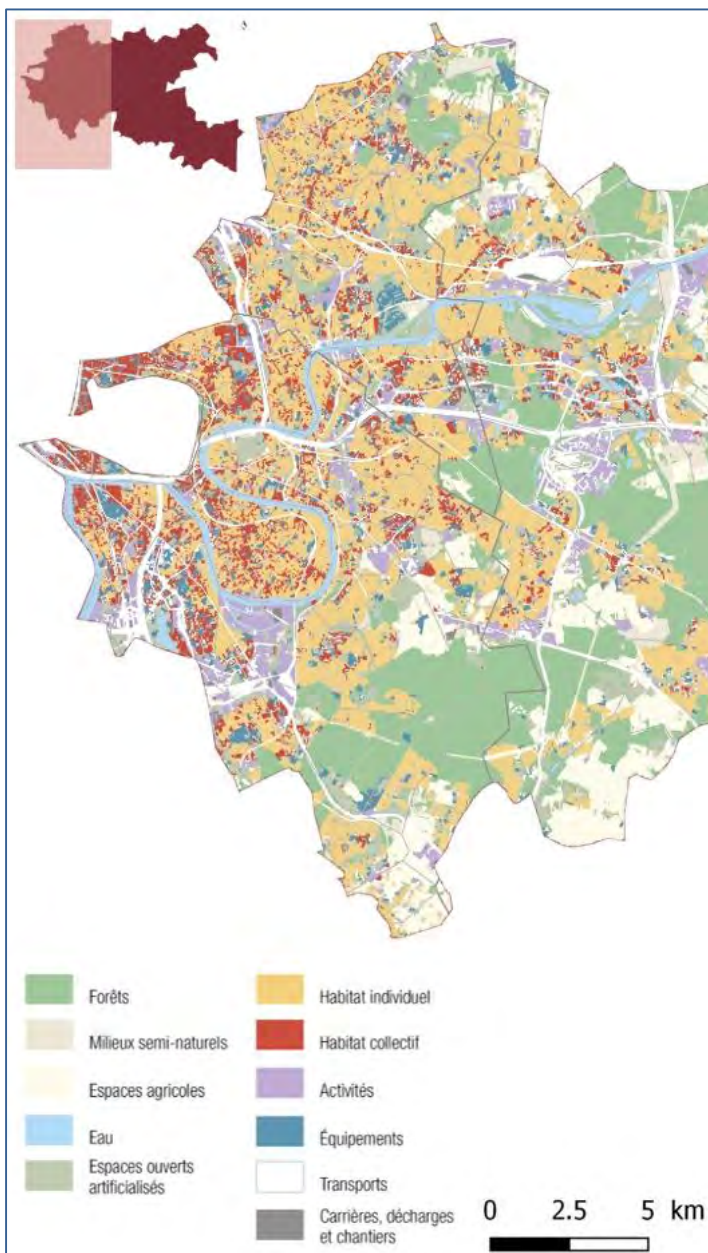 Forêts
Milieux semi-naturels
Espaces agricoles
Eau
Espaces ouverts
artificialisés
Habitat individuel
Habitat collectif
Activités
Équipements
Transports
Carrières, décharges
et chantiers
0 2.5 5 km